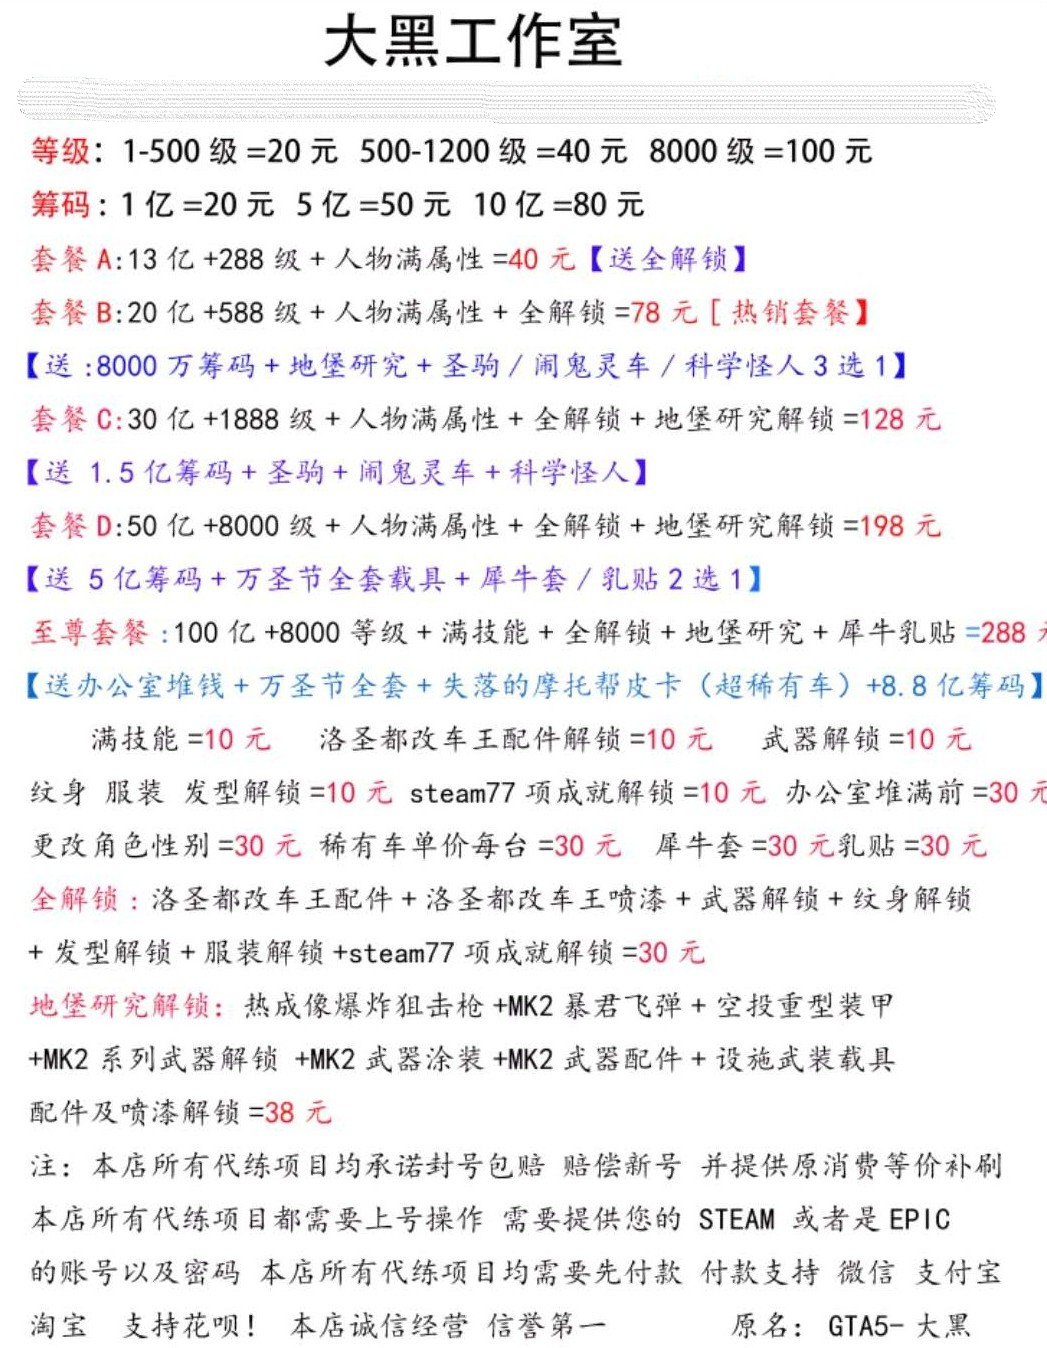 大黑工作室
等级：1-500 级 =20 元 500-1200 级 =40 元 8000 级 =100 元
筹码：1 亿 =20 元 5 亿 =50 元 10 亿 =80 元
套餐 A:13 亿 +288 级 + 人物满属性 =40 元【送全解锁】
套餐 B:20 亿 +588 级 + 人物满属性 + 全解锁 =78 元 [ 热销套餐】
【送 :8000 万筹码 + 地堡研究 + 圣驹 / 闹鬼灵车 / 科学怪人 3 选 1】
套餐 C:30 亿 +1888 级 + 人物满属性 + 全解锁 + 地堡研究解锁 =128 元
【送 1.5 亿筹码 + 圣驹 + 闹鬼灵车 + 科学怪人】
套餐 D:50 亿 +8000 级 + 人物满属性 + 全解锁 + 地堡研究解锁 =198 元
【送 5 亿筹码 + 万圣节全套载具 + 犀牛套 / 乳贴 2 选 1】
至尊套餐 :100 亿 +8000 等级 + 满技能 + 全解锁 + 地堡研究 + 犀牛乳贴 =288 元
【送办公室堆钱 + 万圣节全套 + 失落的摩托帮皮卡（超稀有车）+8.8 亿筹码】
满技能 =10 元 洛圣都改车王配件解锁 =10 元 武器解锁 =10 元
纹身 服装 发型解锁 =10 元 steam77 项成就解锁 =10 元 办公室堆满前 =30 元
更改角色性别 =30 元 稀有车单价每台 =30 元 犀牛套 =30 元乳贴 =30 元
全解锁：洛圣都改车王配件 + 洛圣都改车王喷漆 + 武器解锁 + 纹身解锁
+ 发型解锁 + 服装解锁 +steam77 项成就解锁 =30 元
地堡研究解锁：热成像爆炸狙击枪 +MK2 暴君飞弹 + 空投重型装甲
+MK2 系列武器解锁 +MK2 武器涂装 +MK2 武器配件 + 设施武装载具
配件及喷漆解锁 =38 元
注：本店所有代练项目均承诺封号包赔 赔偿新号 并提供原消费等价补刷
本店所有代练项目都需要上号操作 需要提供您的 STEAM 或者是 EPIC
的账号以及密码 本店所有代练项目均需要先付款 付款支持 微信 支付宝
淘宝 支持花呗！ 本店诚信经营 信誉第一 原名：GTA5- 大黑